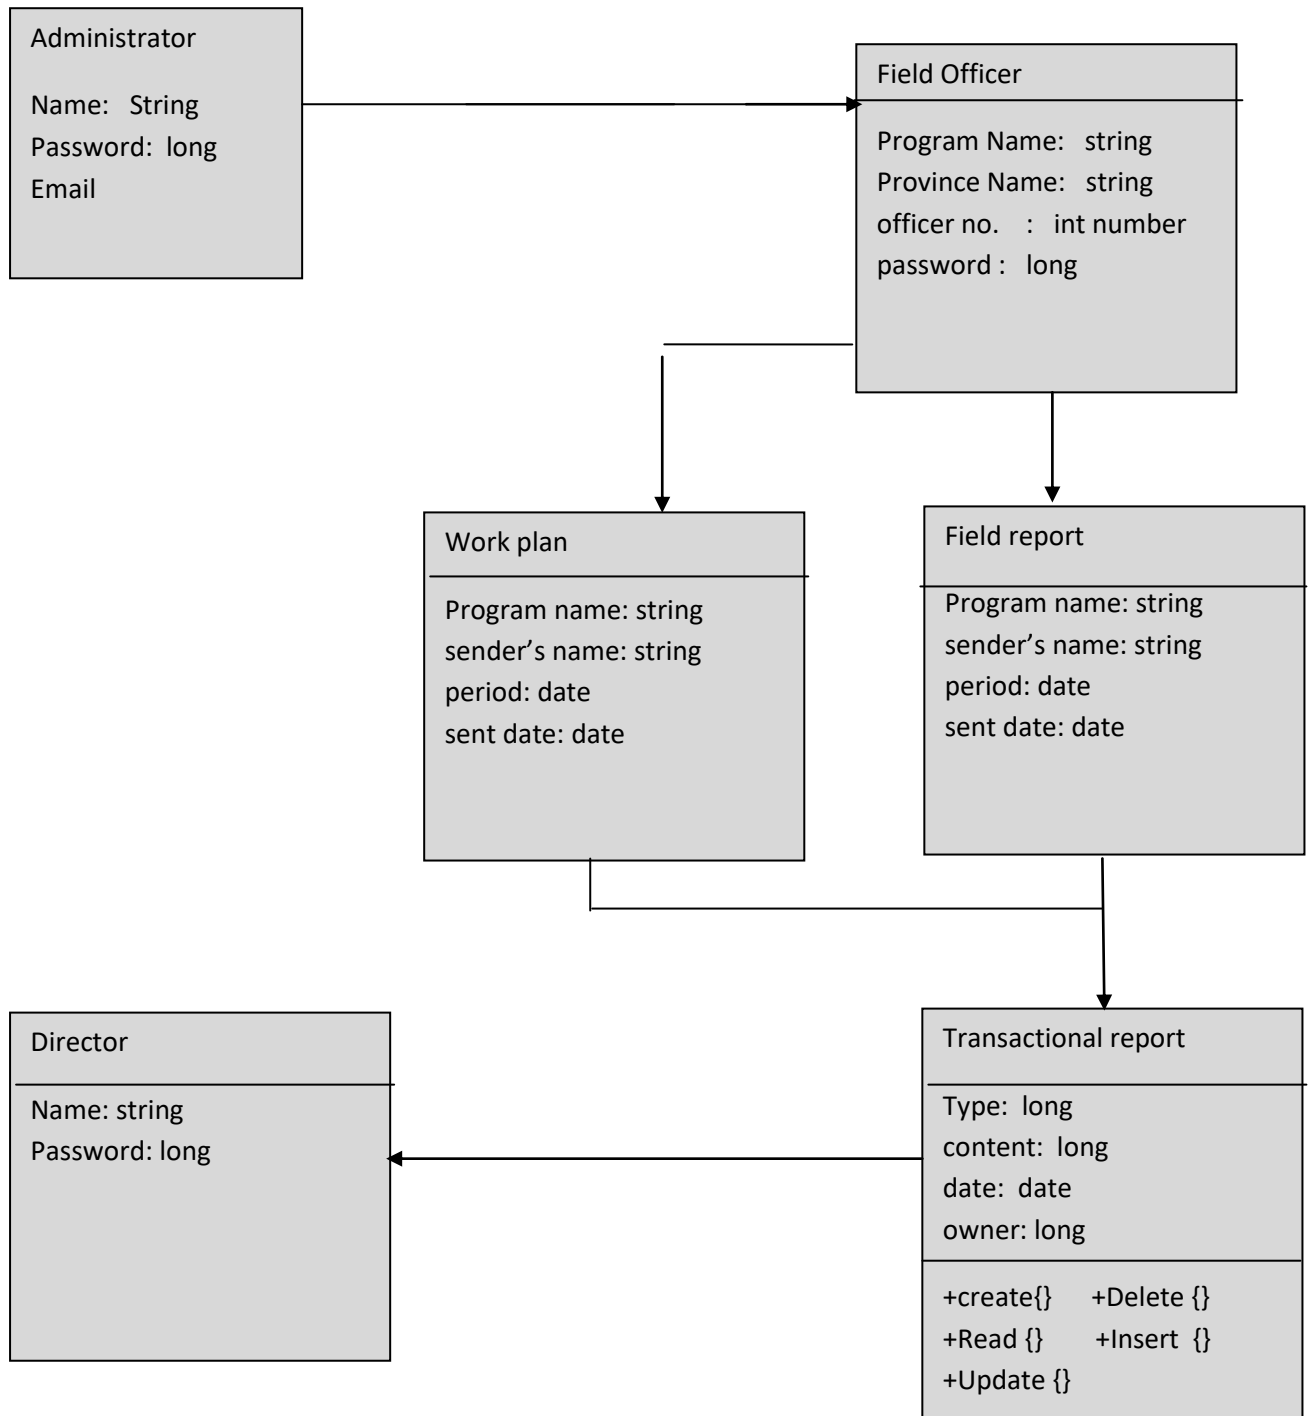 Administrator
Name: String
Password: long
Email
Field Officer
Program Name: string
Province Name: string
officer no. : int number
password : long
Work plan
Program name: string
sender’s name: string
period: date
sent date: date
Field report
Program name: string
sender’s name: string
period: date
sent date: date
Director
Name: string
Password: long
Transactional report
Type: long
content: long
date: date
owner: long
+create{} +Delete {}
+Read {} +Insert {}
+Update {}